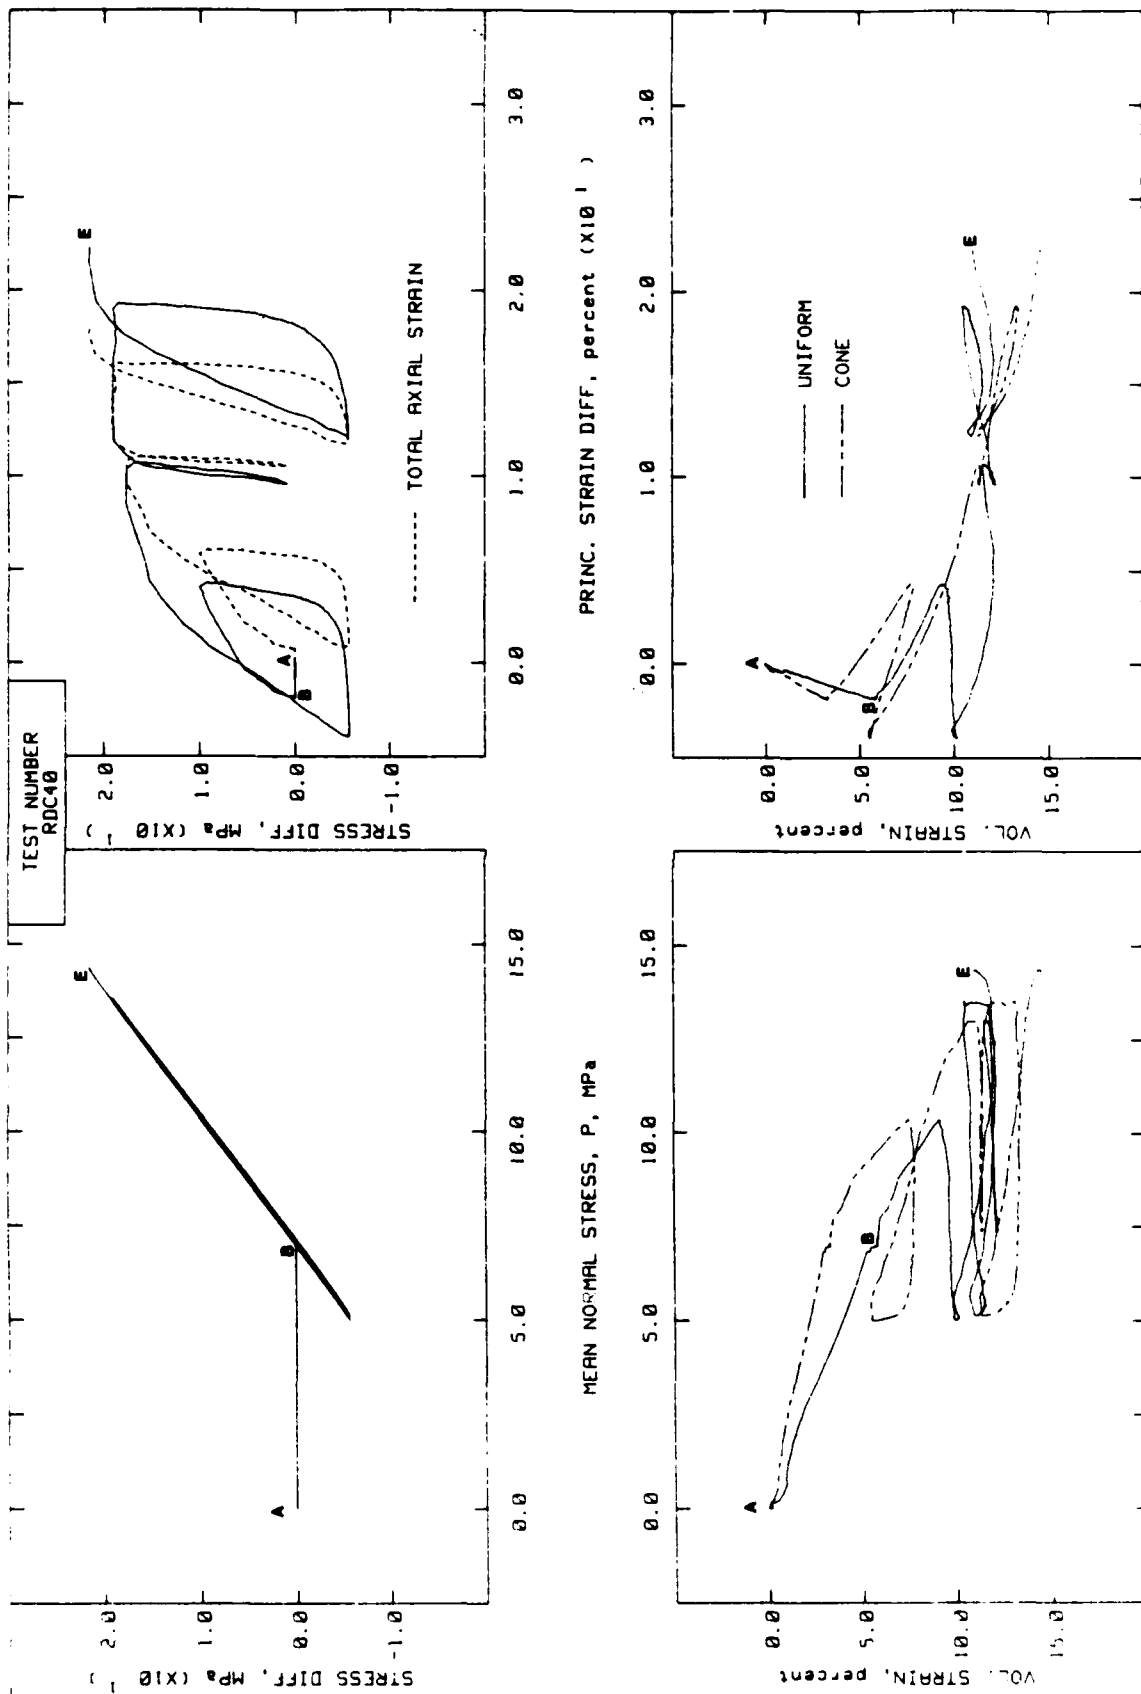 TEST NUMBER
RDC40
STRESS DIFF, MPa (X10 1 )
2.0
1.0
0.0
-1.0
A
B
E
0.0
5.0
10.0
15.0
MEAN NORMAL STRESS, P, MPa
STRESS DIFF, MPa (X10 1 )
2.0
1.0
0.0
-1.0
A
B
E
TOTAL AXIAL STRAIN
0.0
1.0
2.0
3.0
PRINC. STRAIN DIFF, percent (X10 1 )
VOL. STRAIN, percent
0.0
5.0
10.0
15.0
A
B
E
0.0
5.0
10.0
15.0
VOL. STRAIN, percent
0.0
5.0
10.0
15.0
A
B
E
UNIFORM
CONE
0.0
1.0
2.0
3.0